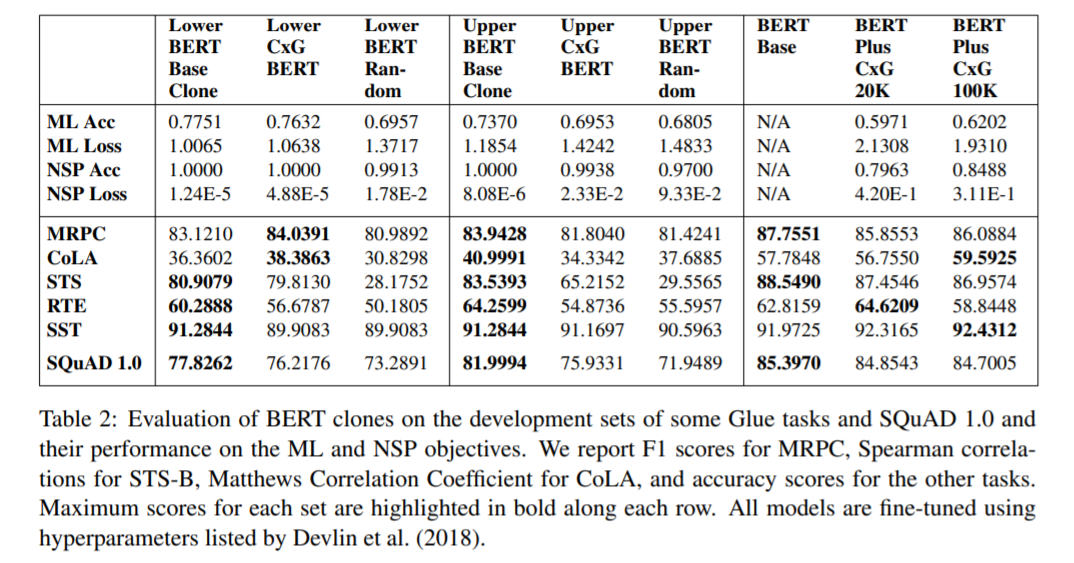 Lower BERT Base Clone | Lower CxG BERT | Lower BERT Ran-dom | Upper BERT Base Clone | Upper CxG BERT | Upper BERT Ran-dom | BERT Base | BERT Plus CxG 20K | BERT Plus CxG 100K
ML Acc 0.7751 0.7632 0.6957 0.7370 0.6953 0.6805 N/A 0.5971 0.6202
ML Loss 1.0065 1.0638 1.3717 1.1854 1.4242 1.4833 N/A 2.1308 1.9310
NSP Acc 1.0000 1.0000 0.9913 1.0000 0.9938 0.9700 N/A 0.7963 0.8488
NSP Loss 1.24E-5 4.88E-5 1.78E-2 8.08E-6 2.33E-2 9.33E-2 N/A 4.20E-1 3.11E-1
MRPC 83.1210 84.0391 80.9892 83.9428 81.8040 81.4241 87.7551 85.8553 86.0884
CoLA 36.3602 38.3863 30.8298 40.9991 34.3342 37.6885 57.7848 56.7550 59.5925
STS 80.9079 79.8130 28.1752 83.5393 65.2152 29.5565 88.5490 87.4546 86.9574
RTE 60.2888 56.6787 50.1805 64.2599 54.8736 55.5957 62.8159 64.6209 58.8448
SST 91.2844 89.9083 89.9083 91.2844 91.1697 90.5963 91.9725 92.3165 92.4312
SQuAD 1.0 77.8262 76.2176 73.2891 81.9994 75.9331 71.9489 85.3970 84.8543 84.7005
Table 2: Evaluation of BERT clones on the development sets of some Glue tasks and SQuAD 1.0 and
their performance on the ML and NSP objectives. We report F1 scores for MRPC, Spearman correla-
tions for STS-B, Matthews Correlation Coefficient for CoLA, and accuracy scores for the other tasks.
Maximum scores for each set are highlighted in bold along each row. All models are fine-tuned using
hyperparameters listed by Devlin et al. (2018).